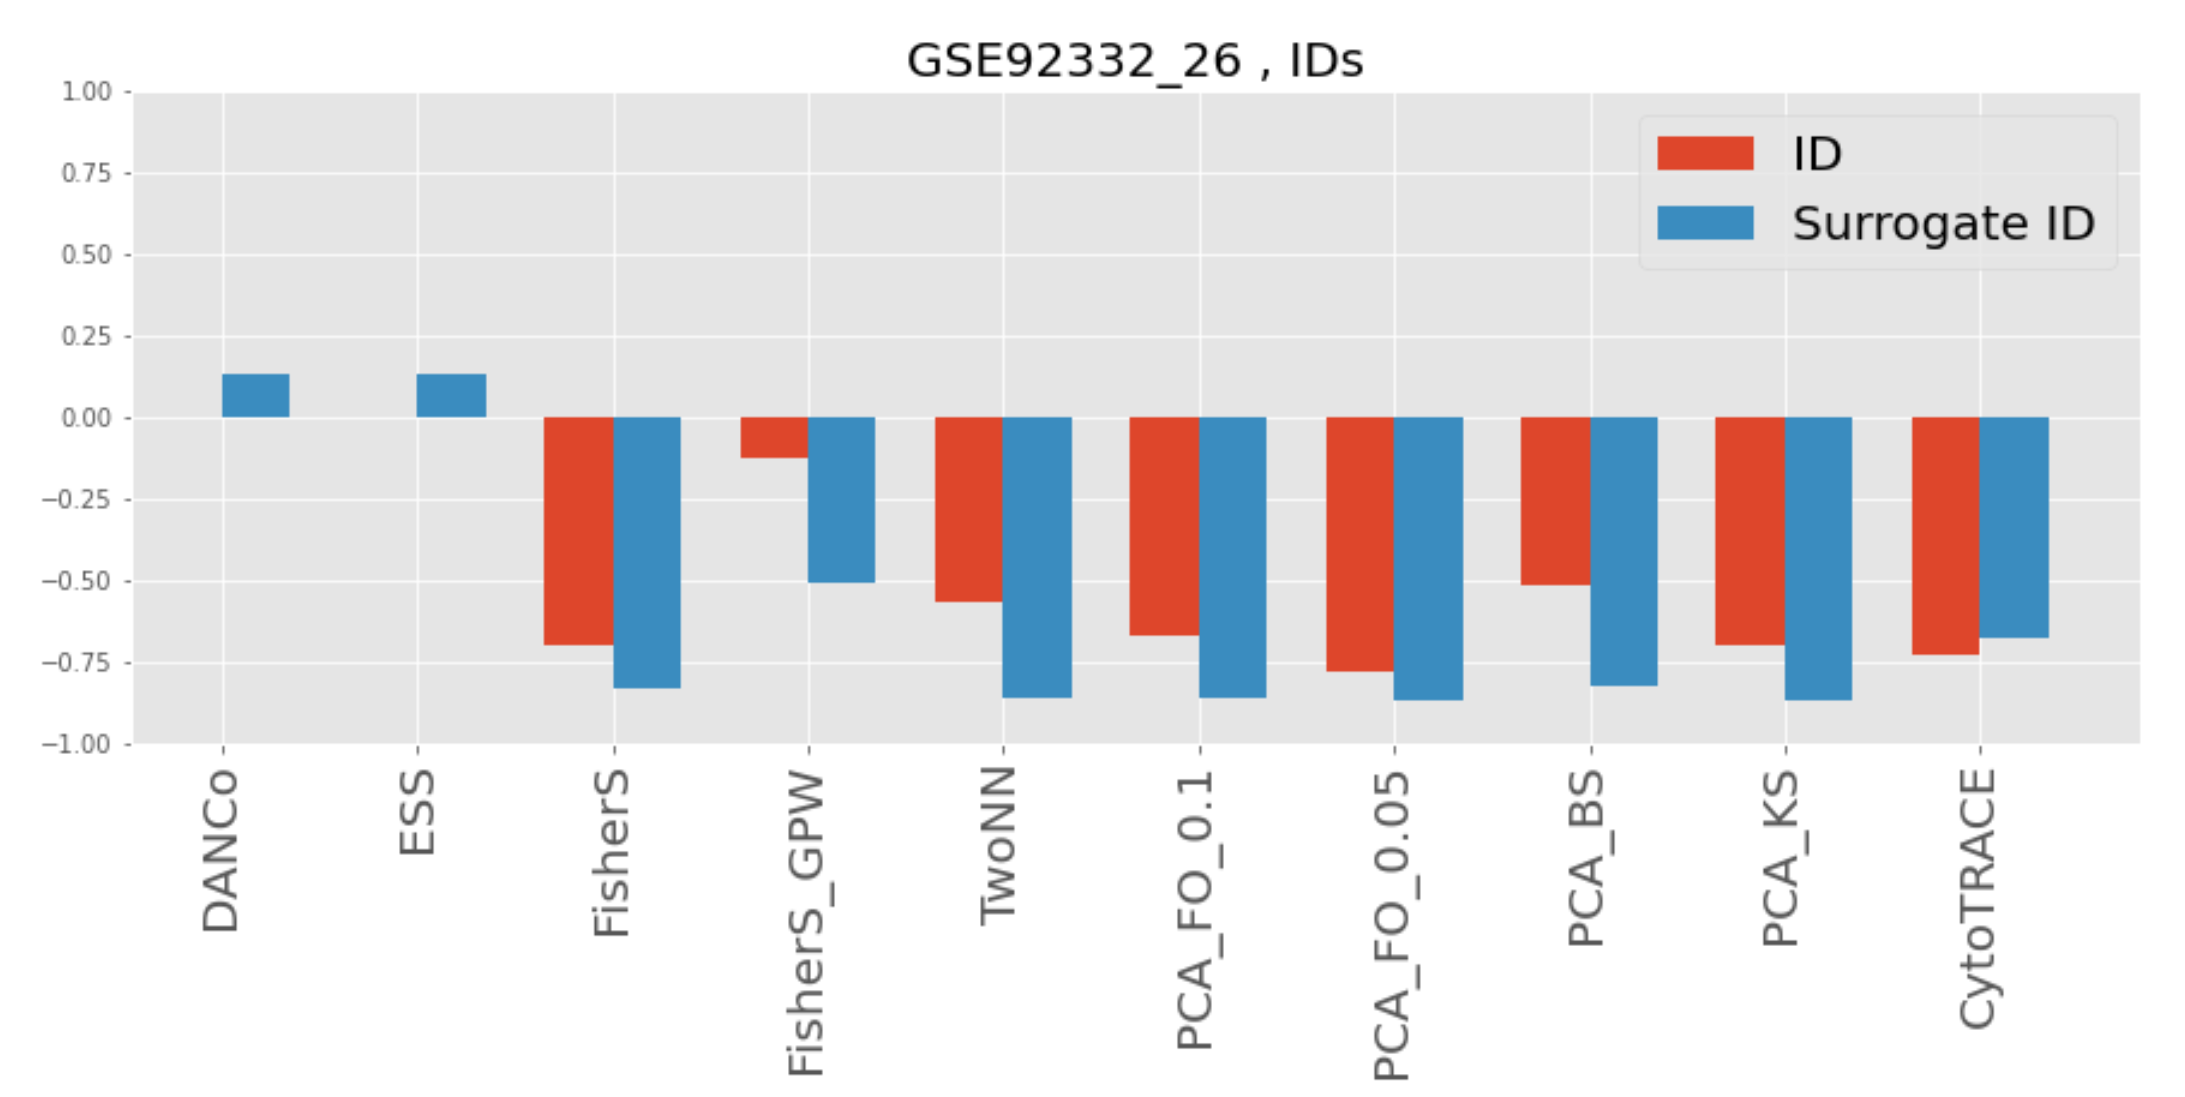 GSE92332_26 , IDs
1.00
0.75
0.50
0.25
0.00
−0.25
−0.50
−0.75
−1.00
ID
Surrogate ID
DANCo
ESS
FisherS
FisherS_GPW
TwoNN
PCA_FO_0.1
PCA_FO_0.05
PCA_BS
PCA_KS
CytoTRACE